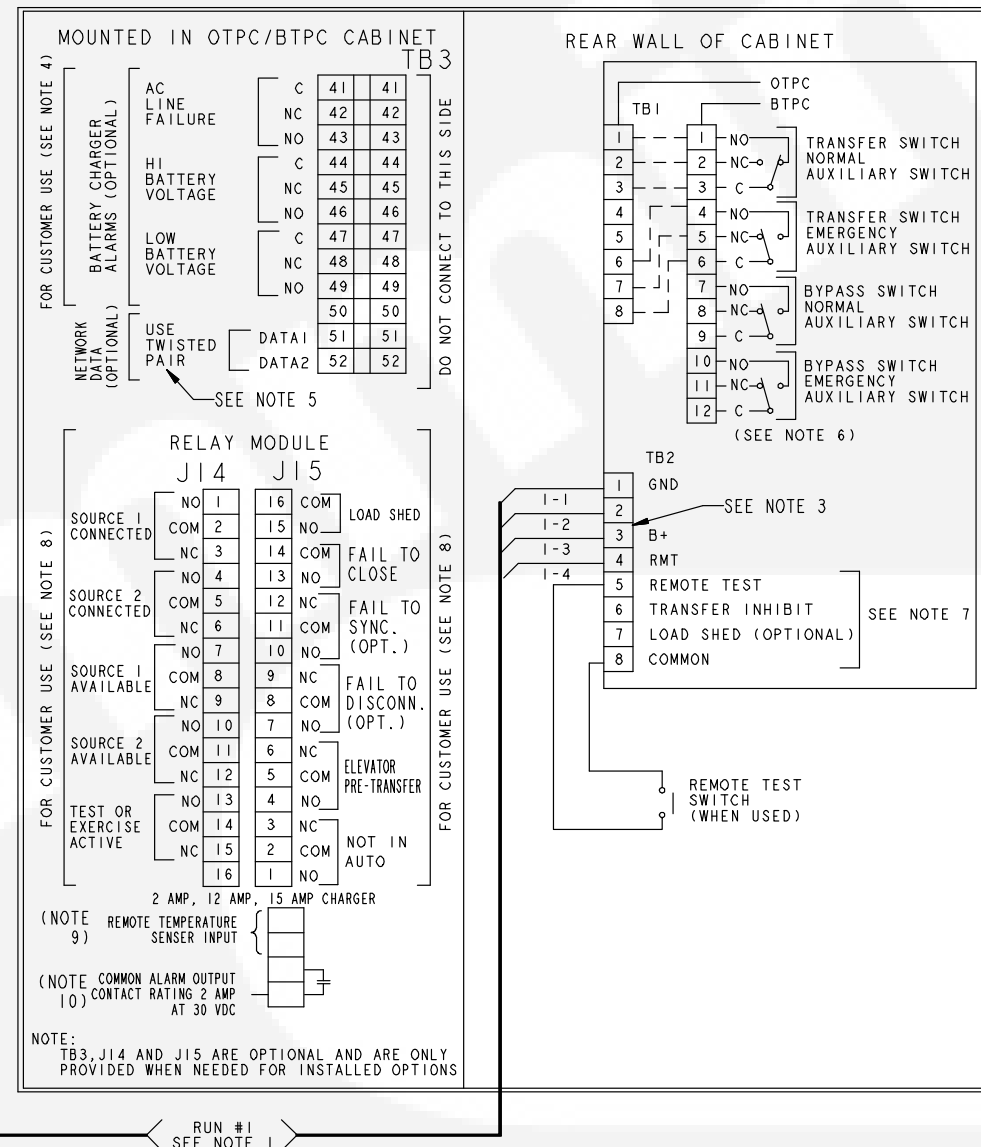 MOUNTED IN OTPC/BTPC CABINET
TB3
FOR CUSTOMER USE (SEE NOTE 4)
BATTERY CHARGER
ALARMS (OPTIONAL)
AC
LINE
FAILURE
C 41 41
NC 42 42
NO 43 43
HI
BATTERY
VOLTAGE
C 44 44
NC 45 45
NO 46 46
LOW
BATTERY
VOLTAGE
C 47 47
NC 48 48
NO 49 49
50 50
NETWORK
DATA
(OPTIONAL)
USE
TWISTED
PAIR
DATA1 51 51
DATA2 52 52
DO NOT CONNECT TO THIS SIDE
SEE NOTE 5
RELAY MODULE
J14 J15
FOR CUSTOMER USE (SEE NOTE 8)
SOURCE 1
CONNECTED
NO 1
COM 2
NC 3
SOURCE 2
CONNECTED
NO 4
COM 5
NC 6
SOURCE 1
AVAILABLE
NO 7
COM 8
NC 9
SOURCE 2
AVAILABLE
NO 10
COM 11
NC 12
TEST OR
EXERCISE
ACTIVE
NO 13
COM 14
NC 15
16
16 COM
15 NO
LOAD SHED
14 COM
13 NO
FAIL TO
CLOSE
12 NC
11 COM
10 NO
FAIL TO
SYNC.
(OPT.)
9 NC
8 COM
7 NO
FAIL TO
DISCONN.
(OPT.)
6 NC
5 COM
4 NO
ELEVATOR
PRE-TRANSFER
3 NC
2 COM
1 NO
NOT IN
AUTO
FOR CUSTOMER USE (SEE NOTE 8)
2 AMP, 12 AMP, 15 AMP CHARGER
(NOTE
9)
REMOTE TEMPERATURE
SENSER INPUT
(NOTE
10)
COMMON ALARM OUTPUT
CONTACT RATING 2 AMP
AT 30 VDC
NOTE:
TB3,J14 AND J15 ARE OPTIONAL AND ARE ONLY
PROVIDED WHEN NEEDED FOR INSTALLED OPTIONS
REAR WALL OF CABINET
OTPC
BTPC
TB1
1
2
3
4
5
6
7
8
1 NO
2 NC
3 C
TRANSFER SWITCH
NORMAL
AUXILIARY SWITCH
4 NO
5 NC
6 C
TRANSFER SWITCH
EMERGENCY
AUXILIARY SWITCH
7 NO
8 NC
9 C
BYPASS SWITCH
NORMAL
AUXILIARY SWITCH
10 NO
11 NC
12 C
BYPASS SWITCH
EMERGENCY
AUXILIARY SWITCH
(SEE NOTE 6)
TB2
1 GND
1-1
2
SEE NOTE 3
1-2
3 B+
1-3
4 RMT
1-4
5 REMOTE TEST
6 TRANSFER INHIBIT
7 LOAD SHED (OPTIONAL)
8 COMMON
SEE NOTE 7
REMOTE TEST
SWITCH
(WHEN USED)
RUN #1
SEE NOTE 1